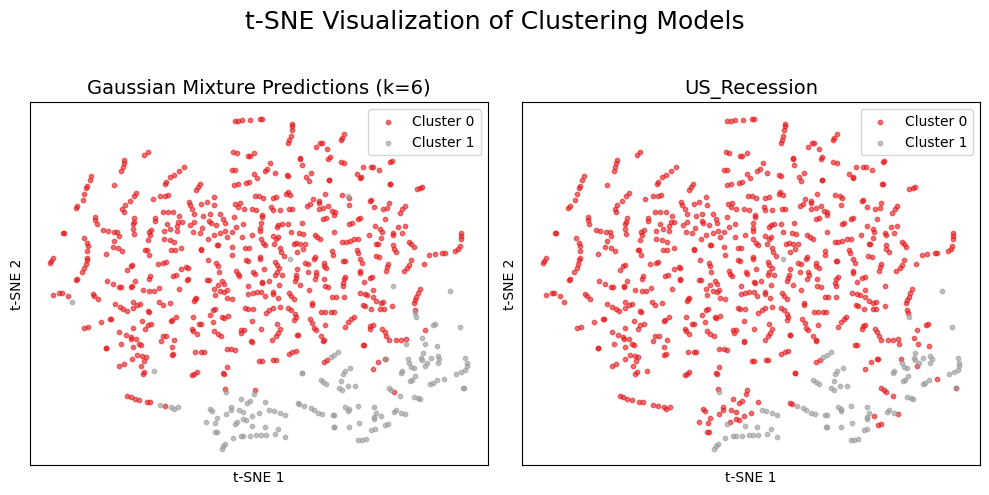 t-SNE Visualization of Clustering Models
Gaussian Mixture Predictions (k=6)
Cluster 0
Cluster 1
t-SNE 2
t-SNE 1
US_Recession
Cluster 0
Cluster 1
t-SNE 2
t-SNE 1